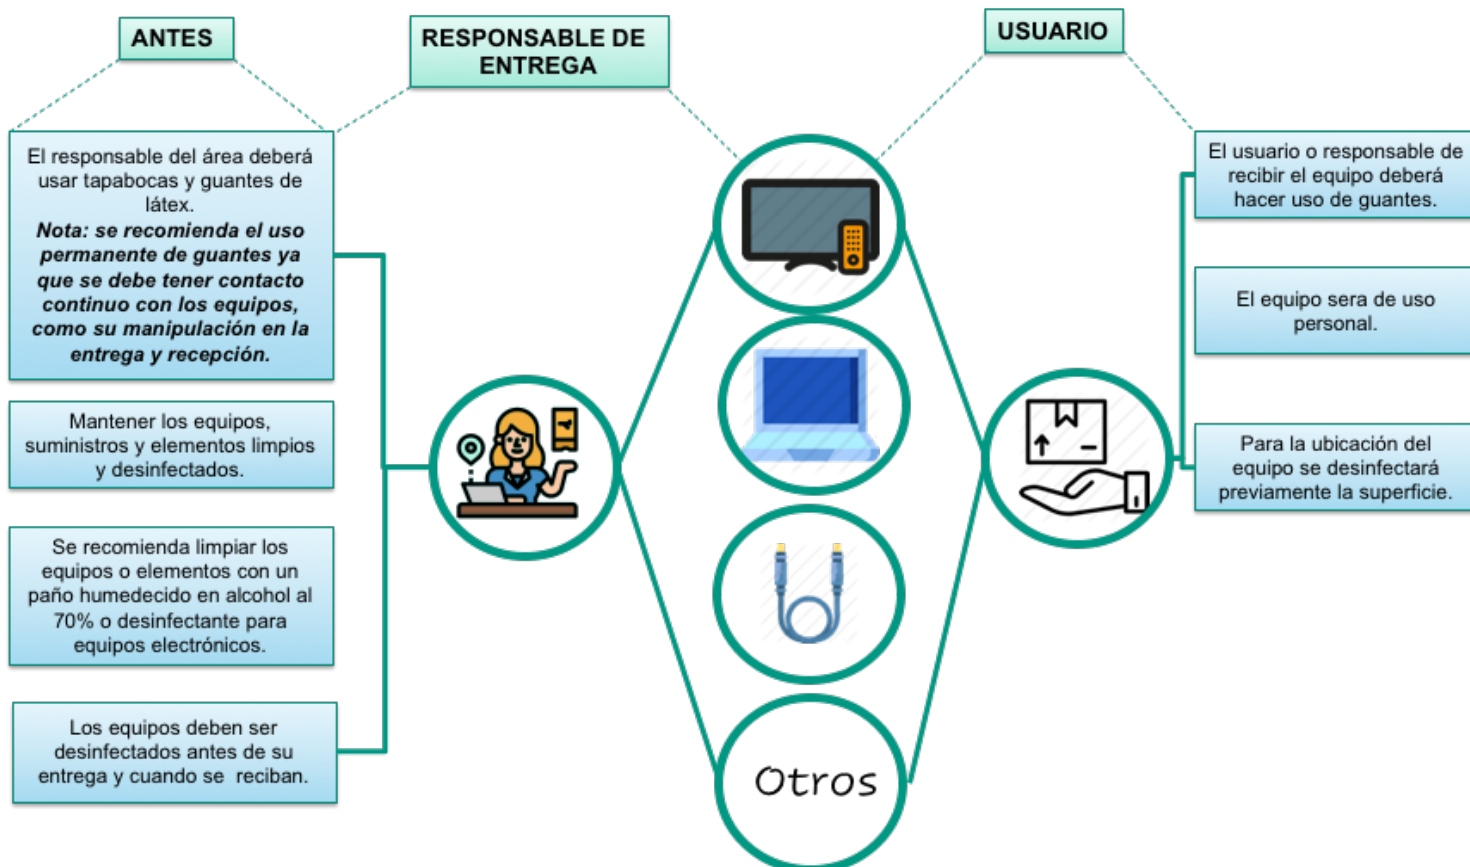 ANTES
RESPONSABLE DE
ENTREGA
USUARIO
El responsable del área deberá
usar tapabocas y guantes de
látex.
Nota: se recomienda el uso
permanente de guantes ya
que se debe tener contacto
continuo con los equipos,
como su manipulación en la
entrega y recepción.
Mantener los equipos,
suministros y elementos limpios
y desinfectados.
Se recomienda limpiar los
equipos o elementos con un
paño humedecido en alcohol al
70% o desinfectante para
equipos electrónicos.
Los equipos deben ser
desinfectados antes de su
entrega y cuando se reciban.
Otros
El usuario o responsable de
recibir el equipo deberá
hacer uso de guantes.
El equipo sera de uso
personal.
Para la ubicación del
equipo se desinfectará
previamente la superficie.